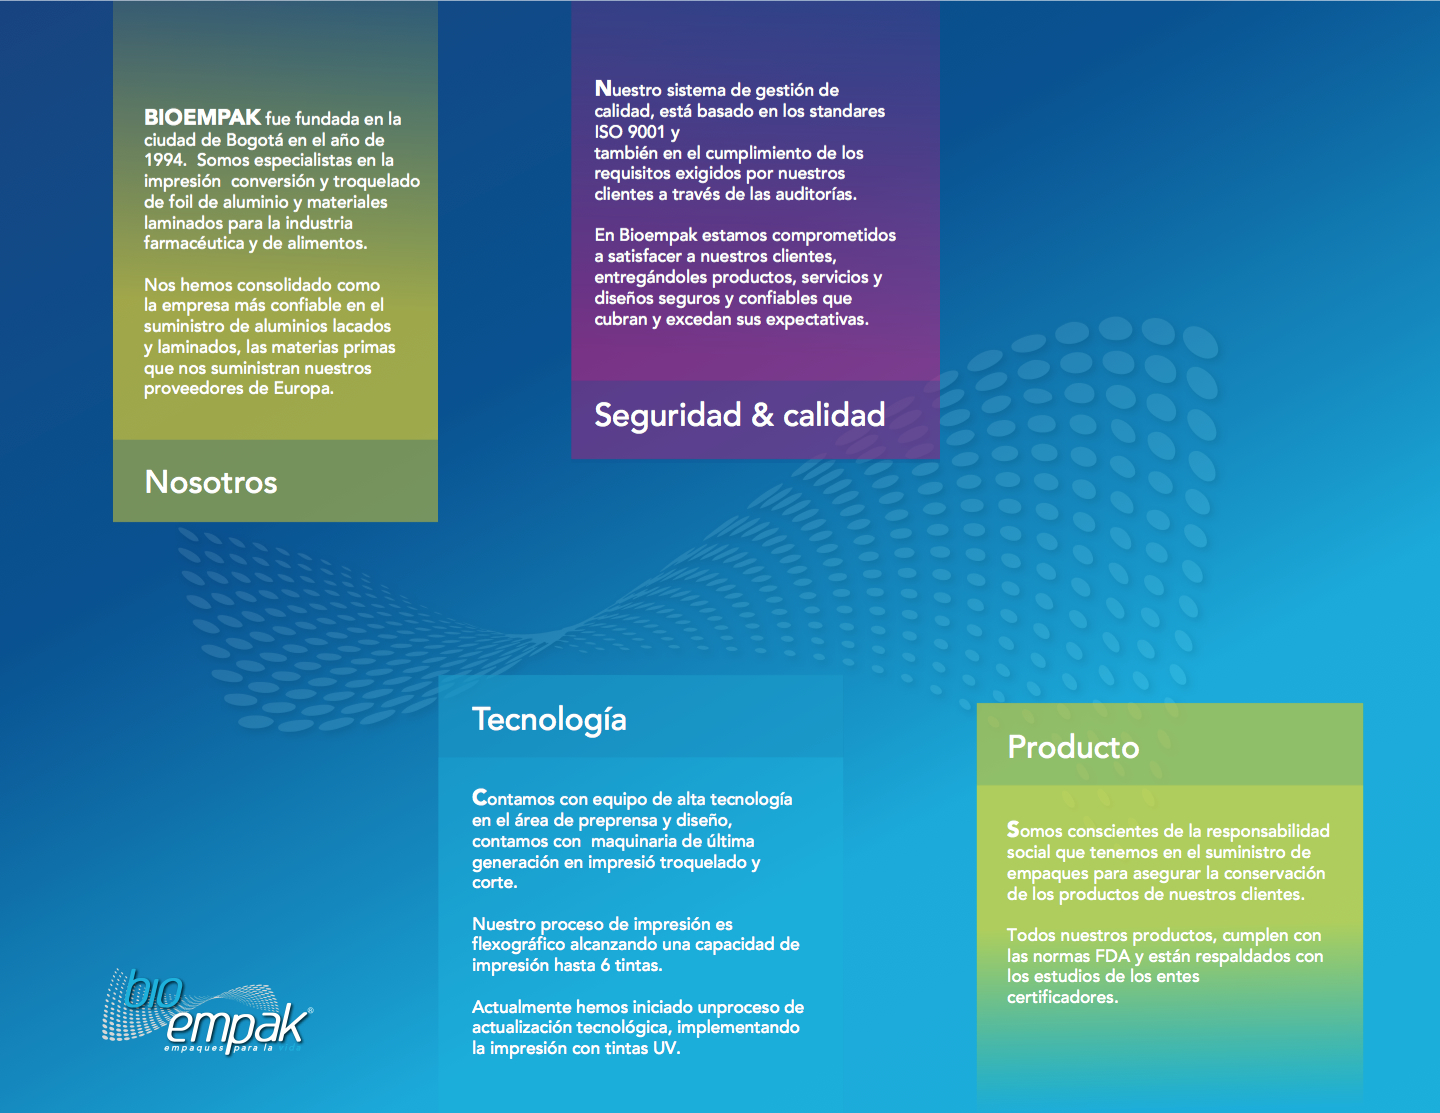 BIOEMPAK fue fundada en la
ciudad de Bogotá en el año de
1994.  Somos especialistas en la
impresión  conversión y troquelado
de foil de aluminio y materiales
laminados para la industria
farmacéutica y de alimentos.
Nos hemos consolidado como
la empresa más confiable en el
suministro de aluminios lacados
y laminados, las materias primas
que nos suministran nuestros
proveedores de Europa.
Nosotros
Nuestro sistema de gestión de
calidad, está basado en los standares
ISO 9001 y
también en el cumplimiento de los
requisitos exigidos por nuestros
clientes a través de las auditorías.
En Bioempak estamos comprometidos
a satisfacer a nuestros clientes,
entregándoles productos, servicios y
diseños seguros y confiables que
cubran y excedan sus expectativas.
Seguridad & calidad
Tecnología
Contamos con equipo de alta tecnología
en el área de preprensa y diseño,
contamos con  maquinaria de última
generación en impresió troquelado y
corte.
Nuestro proceso de impresión es
flexográfico alcanzando una capacidad de
impresión hasta 6 tintas.
Actualmente hemos iniciado unproceso de
actualización tecnológica, implementando
la impresión con tintas UV.
Producto
Somos conscientes de la responsabilidad
social que tenemos en el suministro de
empaques para asegurar la conservación
de los productos de nuestros clientes.
Todos nuestros productos, cumplen con
las normas FDA y están respaldados con
los estudios de los entes
certificadores.
bio
empak®
empaques para la vida